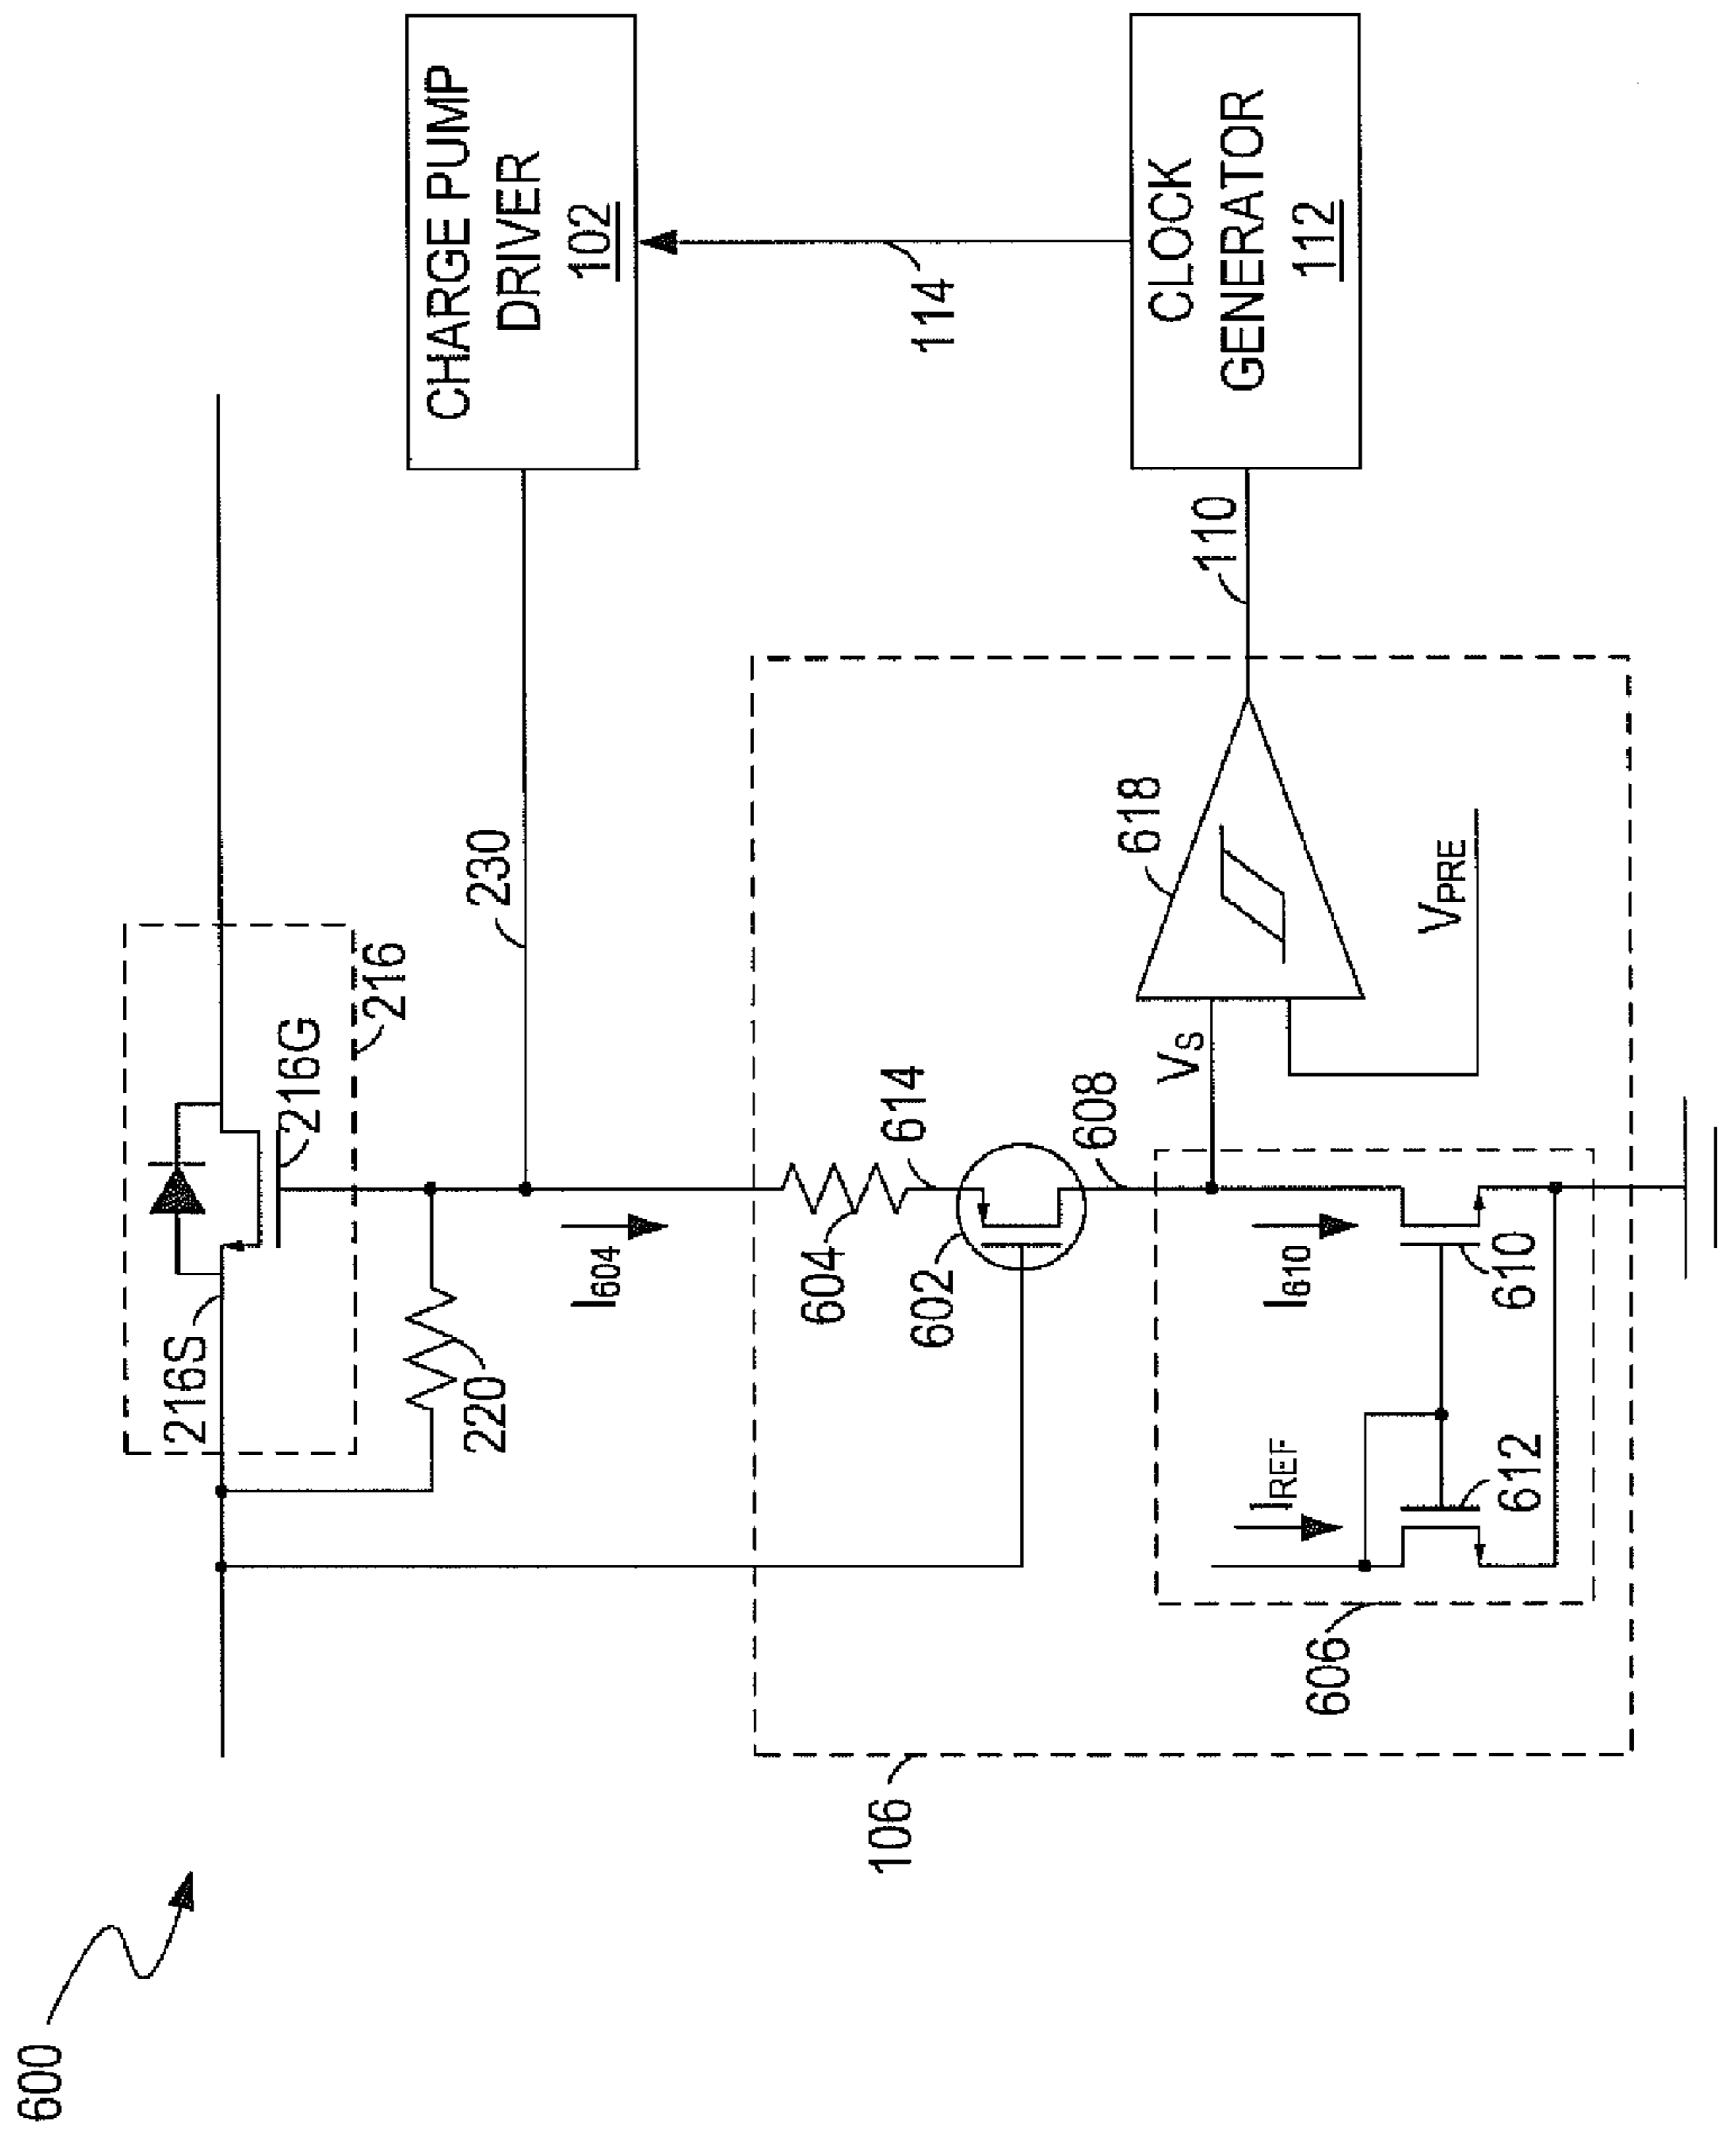 600
216S
216G
216
220
230
CHARGE PUMP
DRIVER
102
114
CLOCK
GENERATOR
112
110
I604
604
614
602
608
VS
618
VPRE
IREF
I610
610
612
606
106